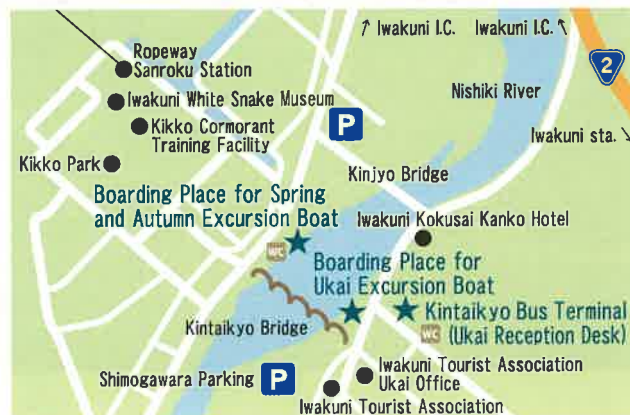 ↗ Iwakuni I.C.
Iwakuni I.C. ↖
2
Ropeway
Sanroku Station
Nishiki River
Iwakuni White Snake Museum
Kikko Cormorant
Training Facility
P
Iwakuni sta. ↘
Kikko Park
Kinjyo Bridge
Boarding Place for Spring
and Autumn Excursion Boat
Iwakuni Kokusai Kanko Hotel
WC
Boarding Place for
Ukai Excursion Boat
Kintaikyo Bus Terminal
WC (Ukai Reception Desk)
Kintaikyo Bridge
Shimogawara Parking P
Iwakuni Tourist Association
Ukai Office
Iwakuni Tourist Association